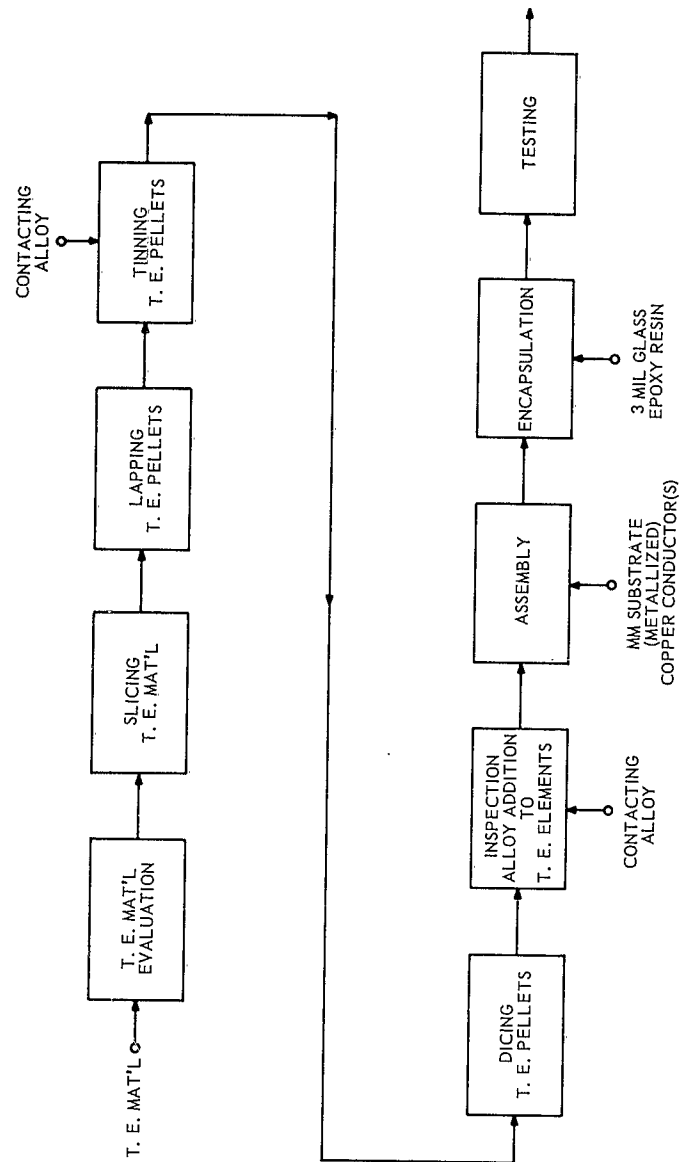 T. E. MAT'L
T. E. MAT'L
EVALUATION
SLICING
T. E. MAT'L
LAPPING
T. E. PELLETS
CONTACTING
ALLOY
TINNING
T. E. PELLETS
DICING
T. E. PELLETS
INSPECTION
ALLOY ADDITION
TO
T. E. ELEMENTS
CONTACTING
ALLOY
ASSEMBLY
MM SUBSTRATE
(METALLIZED)
COPPER CONDUCTOR(S)
ENCAPSULATION
3 MIL GLASS
EPOXY RESIN
TESTING